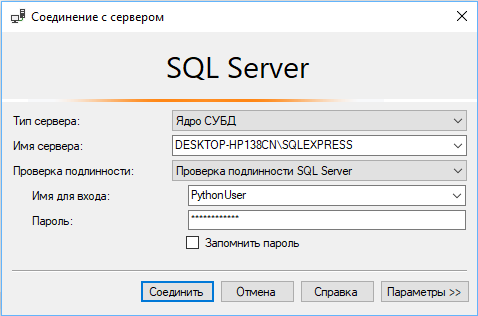 Соединение с сервером
SQL Server
Тип сервера: Ядро СУБД
Имя сервера: DESKTOP-HP138CN\SQLEXPRESS
Проверка подлинности: Проверка подлинности SQL Server
Имя для входа: PythonUser
Пароль: ************
Запомнить пароль
Соединить Отмена Справка Параметры >>